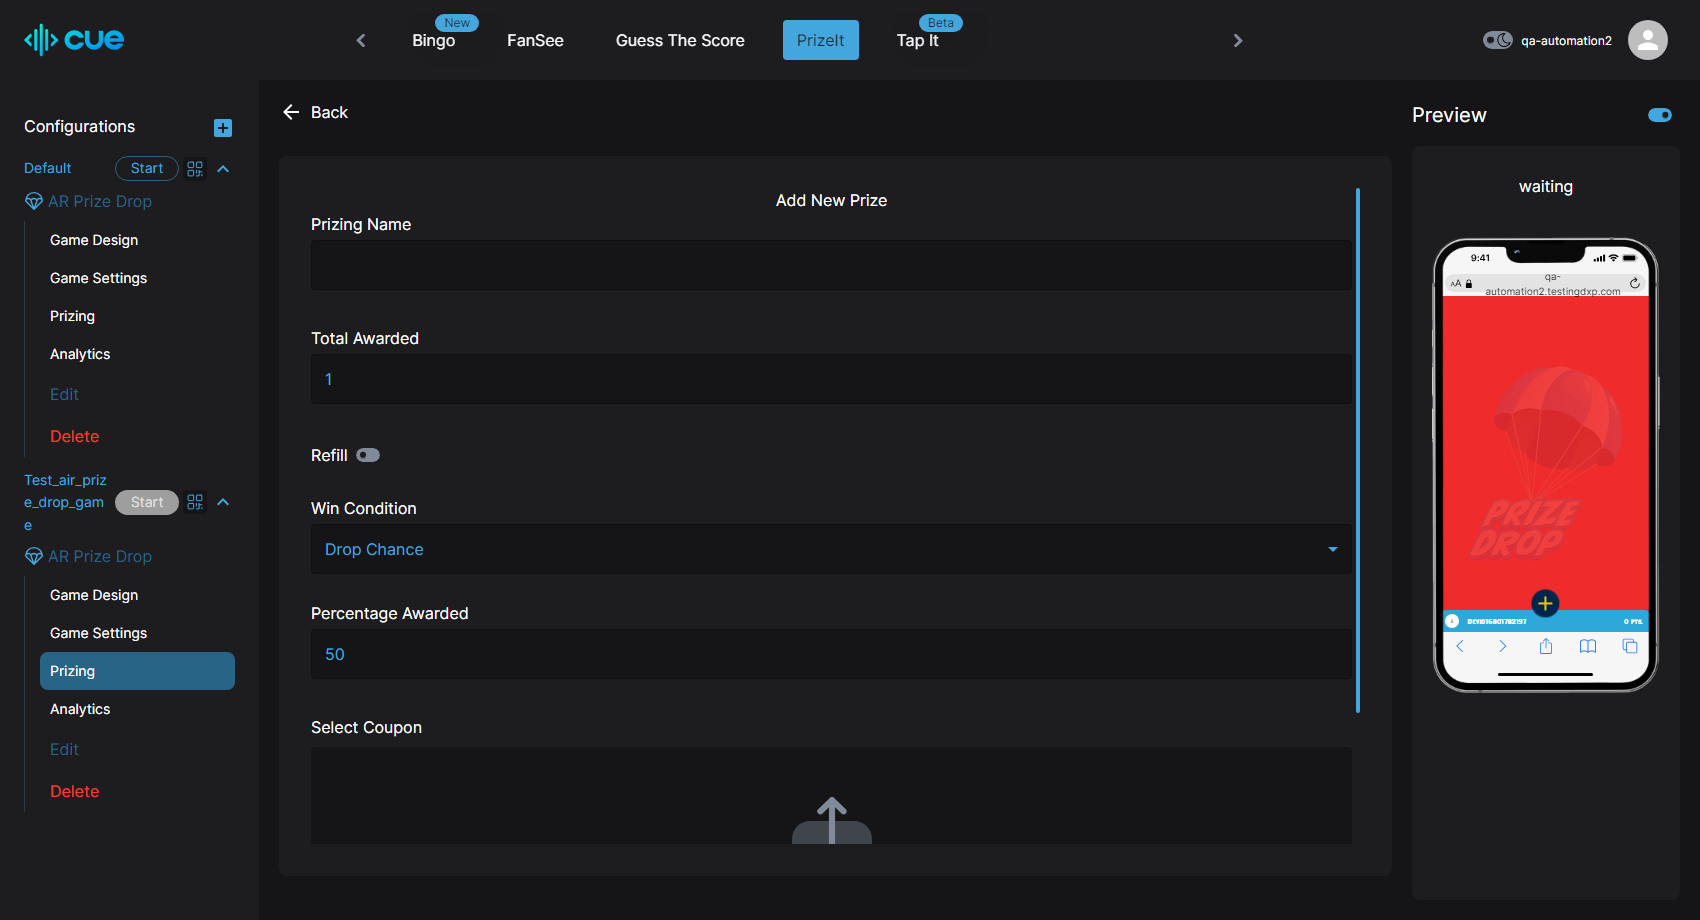 cue
New
Bingo
FanSee
Guess The Score
PrizeIt
Beta
Tap It
qa-automation2
Configurations
Default
Start
AR Prize Drop
Game Design
Game Settings
Prizing
Analytics
Edit
Delete
Test_air_priz
e_drop_gam
e
Start
AR Prize Drop
Game Design
Game Settings
Prizing
Analytics
Edit
Delete
Back
Add New Prize
Prizing Name
Total Awarded
1
Refill
Win Condition
Drop Chance
Percentage Awarded
50
Select Coupon
Preview
waiting
9:41
AA
qa-
automation2.testingdxp.com
PRIZE
DROP
0 PTS.